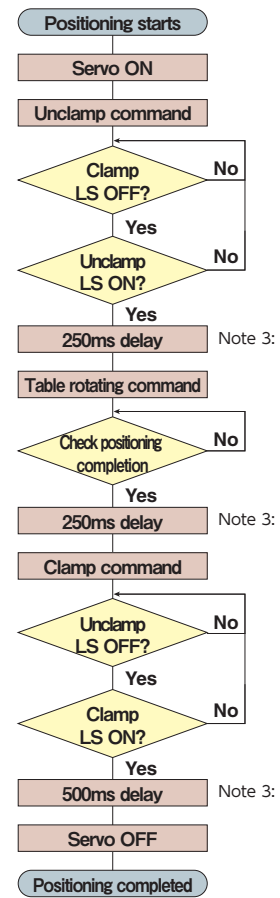 Positioning starts
Servo ON
Unclamp command
Clamp
LS OFF?
No
Yes
Unclamp
LS ON?
No
Yes
250ms delay
Note 3:
Table rotating command
Check positioning
completion
No
Yes
250ms delay
Note 3:
Clamp command
Unclamp
LS OFF?
No
Yes
Clamp
LS ON?
No
Yes
500ms delay
Note 3:
Servo OFF
Positioning completed